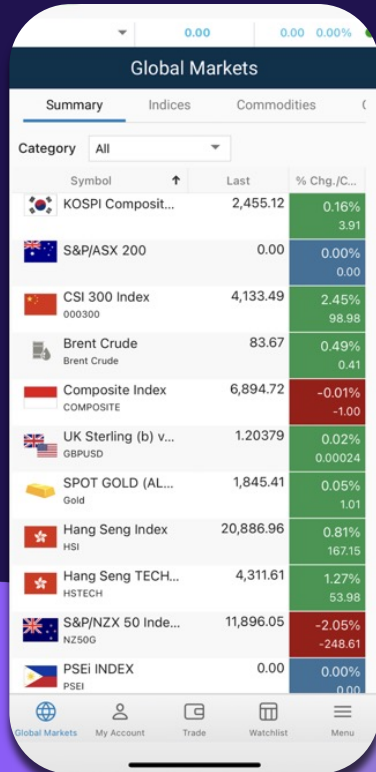 0.00 0.00 0.00%
Global Markets
Summary Indices Commodities
Category All
Symbol Last % Chg./C...
KOSPI Composit... 2,455.12 0.16%
3.91
S&P/ASX 200 0.00 0.00%
0.00
CSI 300 Index 4,133.49 2.45%
000300 98.98
Brent Crude 83.67 0.49%
Brent Crude 0.41
Composite Index 6,894.72 -0.01%
COMPOSITE -1.00
UK Sterling (b) v... 1.20379 0.02%
GBPUSD 0.00024
SPOT GOLD (AL... 1,845.41 0.05%
Gold 1.01
Hang Seng Index 20,886.96 0.81%
HSI 167.15
Hang Seng TECH... 4,311.61 1.27%
HSTECH 53.98
S&P/NZX 50 Inde... 11,896.05 -2.05%
NZ50G -248.61
PSEi INDEX 0.00 0.00%
PSEI 0.00
Global Markets My Account Trade Watchlist Menu